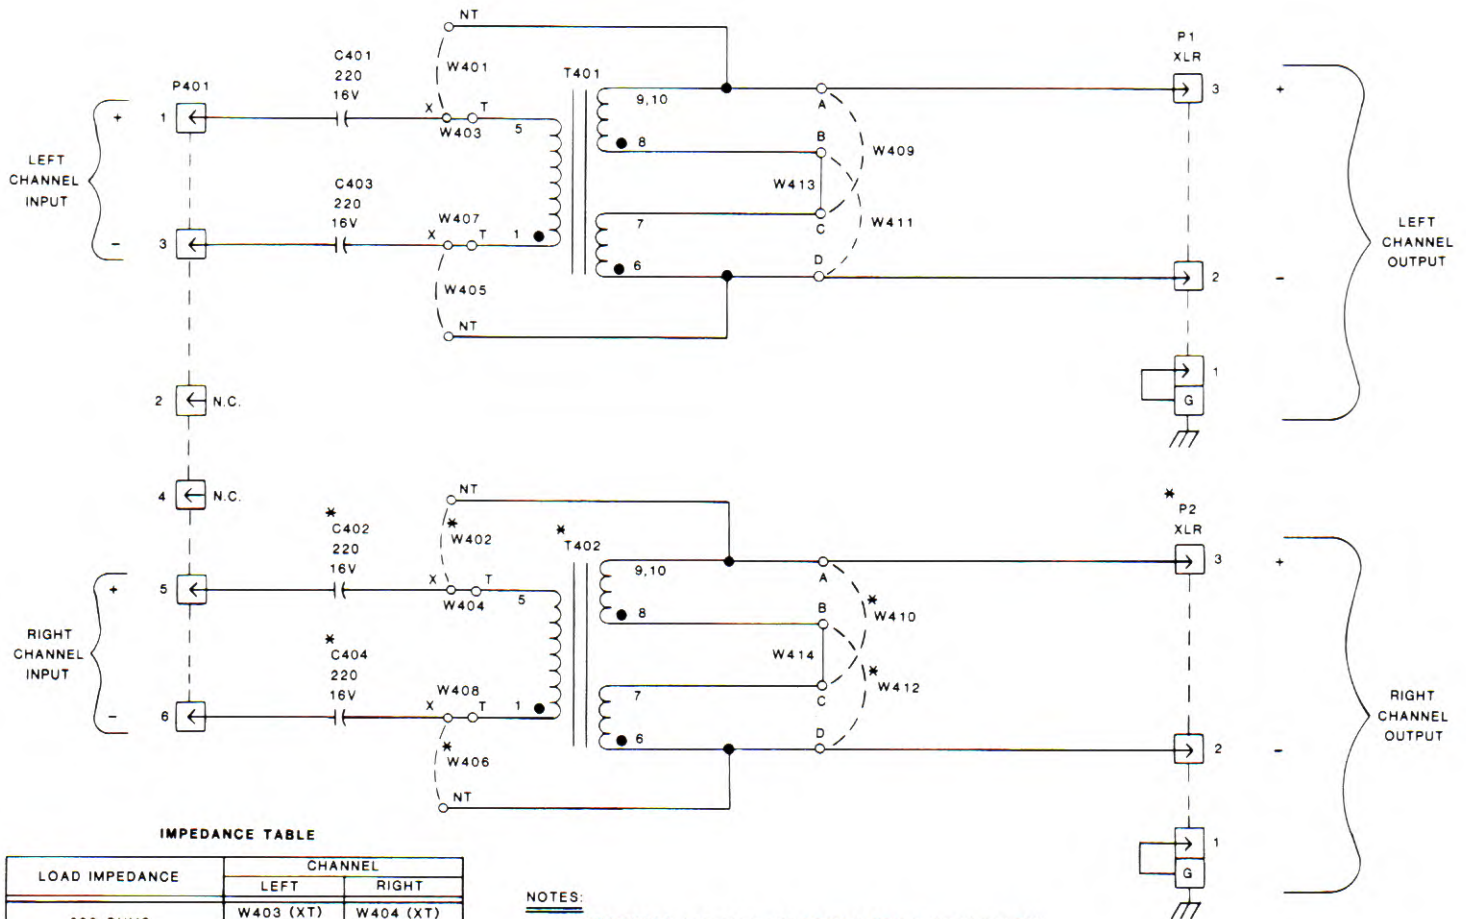 NT
C401
220
16V
W401
P401
T401
P1
XLR
+ 1
X W403 T 5
9,10
8
A
B
C
D
W409
W413
W411
3 +
LEFT
CHANNEL
INPUT
C403
220
16V
W407
- 3
X T 1
7
6
W405
NT
2 -
LEFT
CHANNEL
OUTPUT
1
G
2 N.C.
4 N.C.
NT
* C402
220
16V
* W402
* T402
* P2
XLR
+ 5
X W404 T 5
9,10
8
A
B
C
D
* W410
W414
* W412
3 +
RIGHT
CHANNEL
INPUT
* C404
220
16V
W408
- 6
X T 1
7
6
* W406
NT
2 -
RIGHT
CHANNEL
OUTPUT
1
G
IMPEDANCE TABLE
LOAD IMPEDANCE CHANNEL
LEFT RIGHT
W403 (XT) W404 (XT)
NOTES: